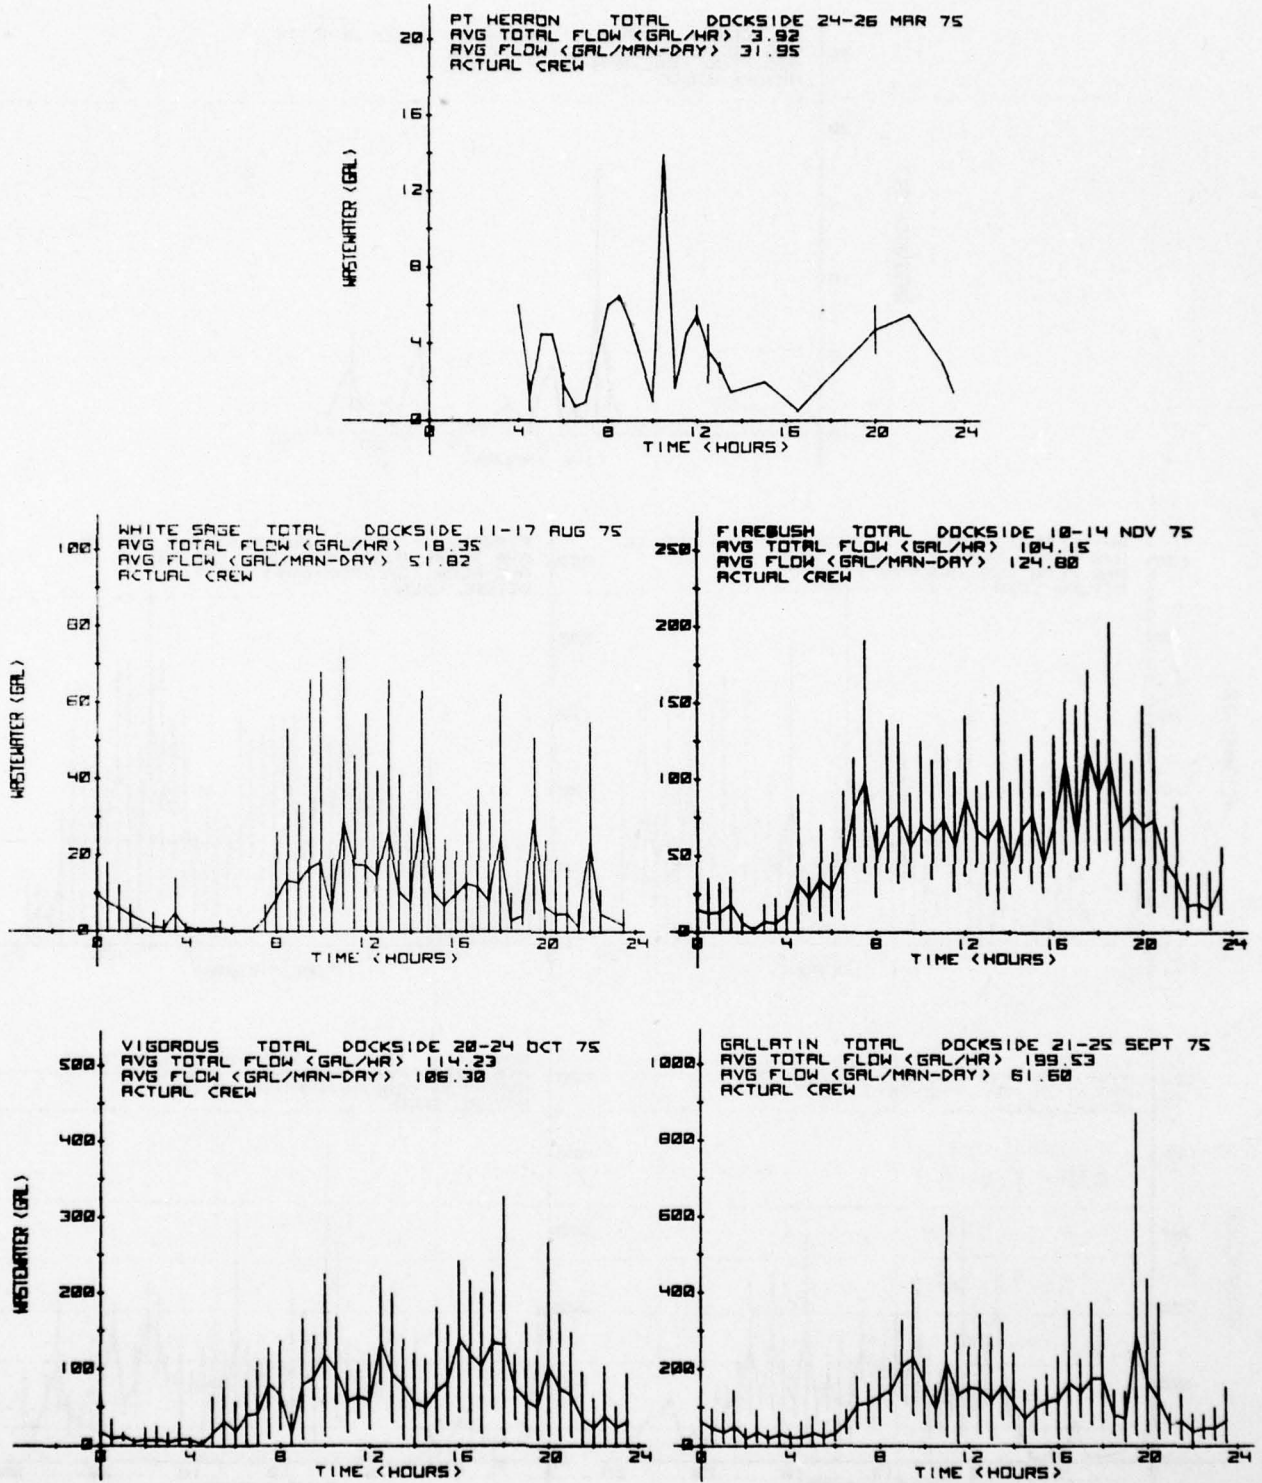 PT HERRON TOTAL DOCKSIDE 24-26 MAR 75
AVG TOTAL FLOW <GAL/HR> 3.92
AVG FLOW <GAL/MAN-DAY> 31.95
ACTUAL CREW
20
16
12
8
4
0
WASTEWATER <GAL>
0 4 8 12 16 20 24
TIME <HOURS>
WHITE SAGE TOTAL DOCKSIDE 11-17 AUG 75
AVG TOTAL FLOW <GAL/HR> 18.35
AVG FLOW <GAL/MAN-DAY> 51.82
ACTUAL CREW
100
80
60
40
20
0
WASTEWATER <GAL>
0 4 8 12 16 20 24
TIME <HOURS>
FIREBUSH TOTAL DOCKSIDE 10-14 NOV 75
AVG TOTAL FLOW <GAL/HR> 104.15
AVG FLOW <GAL/MAN-DAY> 124.80
ACTUAL CREW
250
200
150
100
50
0
0 4 8 12 16 20 24
TIME <HOURS>
VIGOROUS TOTAL DOCKSIDE 20-24 OCT 75
AVG TOTAL FLOW <GAL/HR> 114.23
AVG FLOW <GAL/MAN-DAY> 106.30
ACTUAL CREW
500
400
300
200
100
0
WASTEWATER <GAL>
0 4 8 12 16 20 24
TIME <HOURS>
GALLATIN TOTAL DOCKSIDE 21-25 SEPT 75
AVG TOTAL FLOW <GAL/HR> 199.53
AVG FLOW <GAL/MAN-DAY> 61.60
ACTUAL CREW
1000
800
600
400
200
0
0 4 8 12 16 20 24
TIME <HOURS>